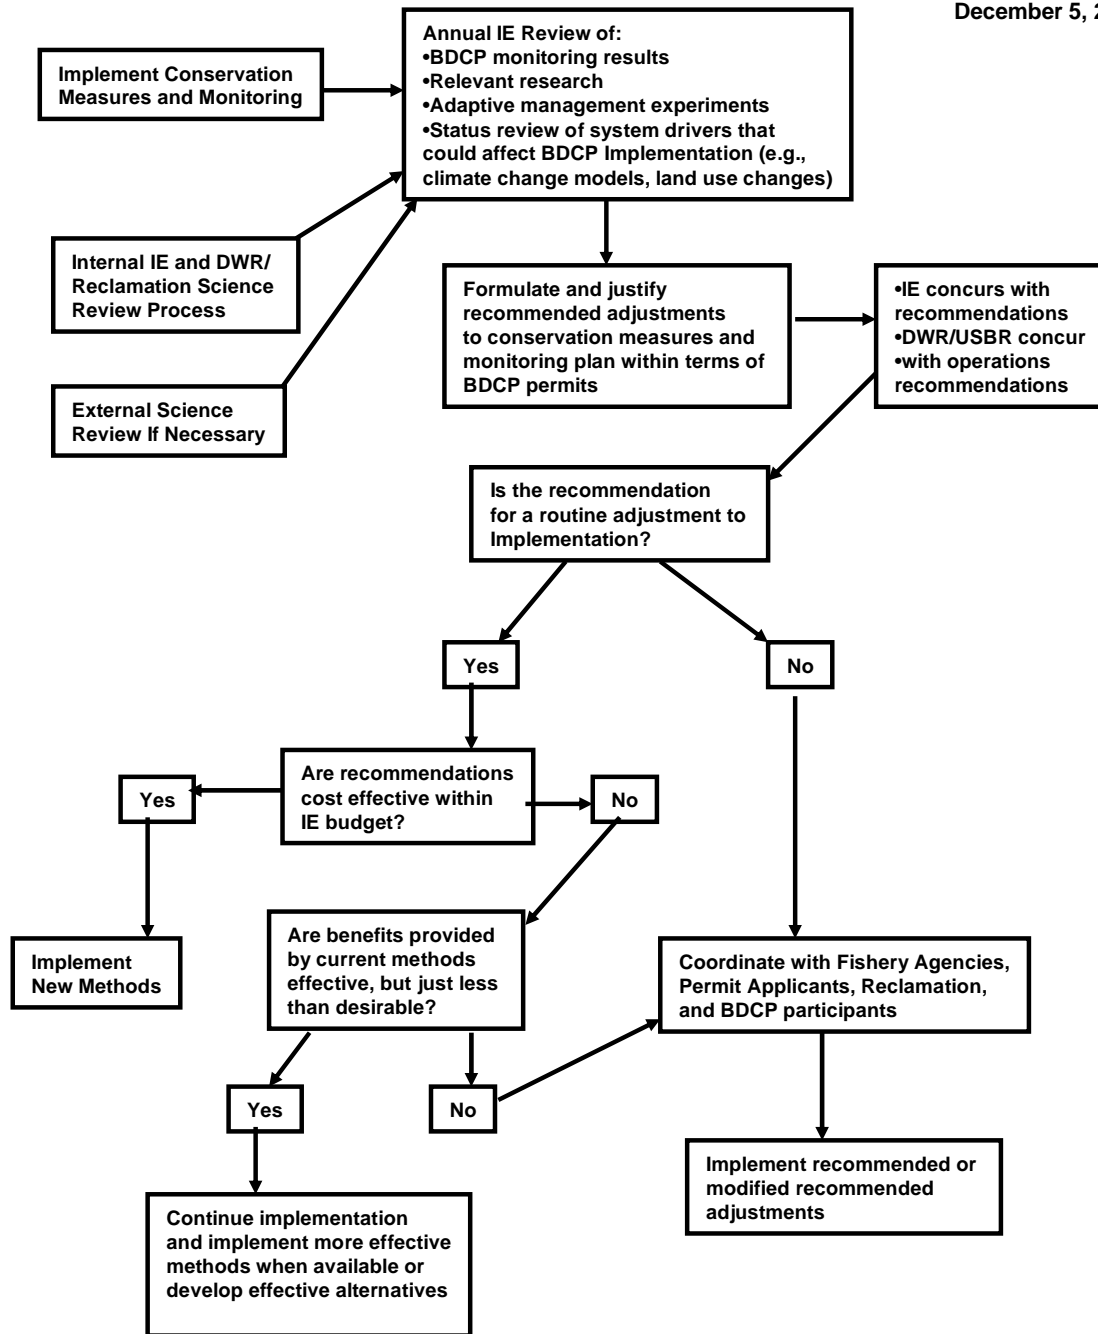 December 5, 2
Annual IE Review of:
•BDCP monitoring results
•Relevant research
•Adaptive management experiments
•Status review of system drivers that
could affect BDCP Implementation (e.g.,
climate change models, land use changes)
Implement Conservation
Measures and Monitoring
Internal IE and DWR/
Reclamation Science
Review Process
External Science
Review If Necessary
Formulate and justify
recommended adjustments
to conservation measures and
monitoring plan within terms of
BDCP permits
•IE concurs with
recommendations
•DWR/USBR concur
•with operations
recommendations
Is the recommendation
for a routine adjustment to
Implementation?
Yes
No
Are recommendations
cost effective within
IE budget?
Yes
No
Implement
New Methods
Are benefits provided
by current methods
effective, but just less
than desirable?
Coordinate with Fishery Agencies,
Permit Applicants, Reclamation,
and BDCP participants
Yes
No
Continue implementation
and implement more effective
methods when available or
develop effective alternatives
Implement recommended or
modified recommended
adjustments